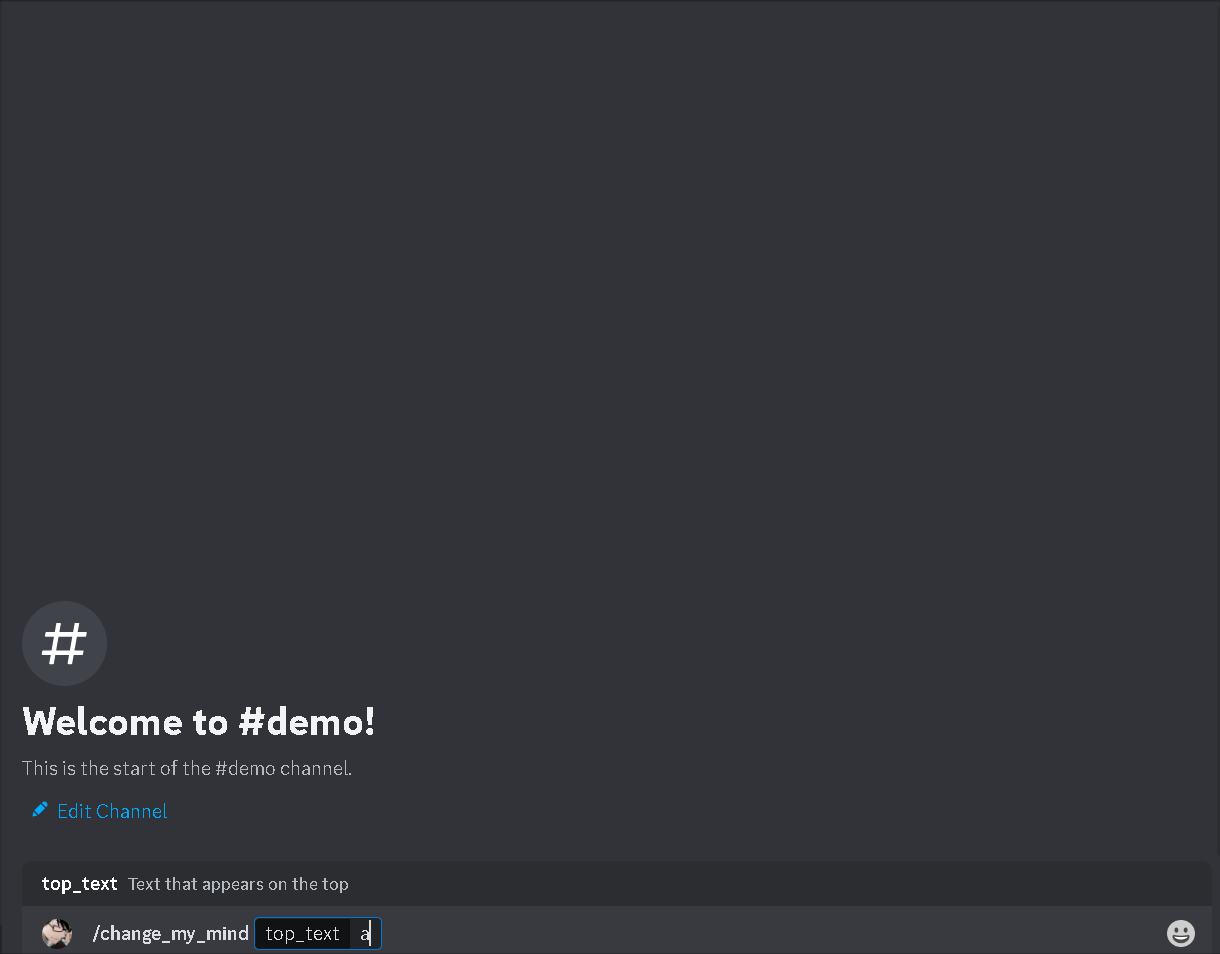 #
Welcome to #demo!
This is the start of the #demo channel.
Edit Channel
top_text Text that appears on the top
/change_my_mind top_text a